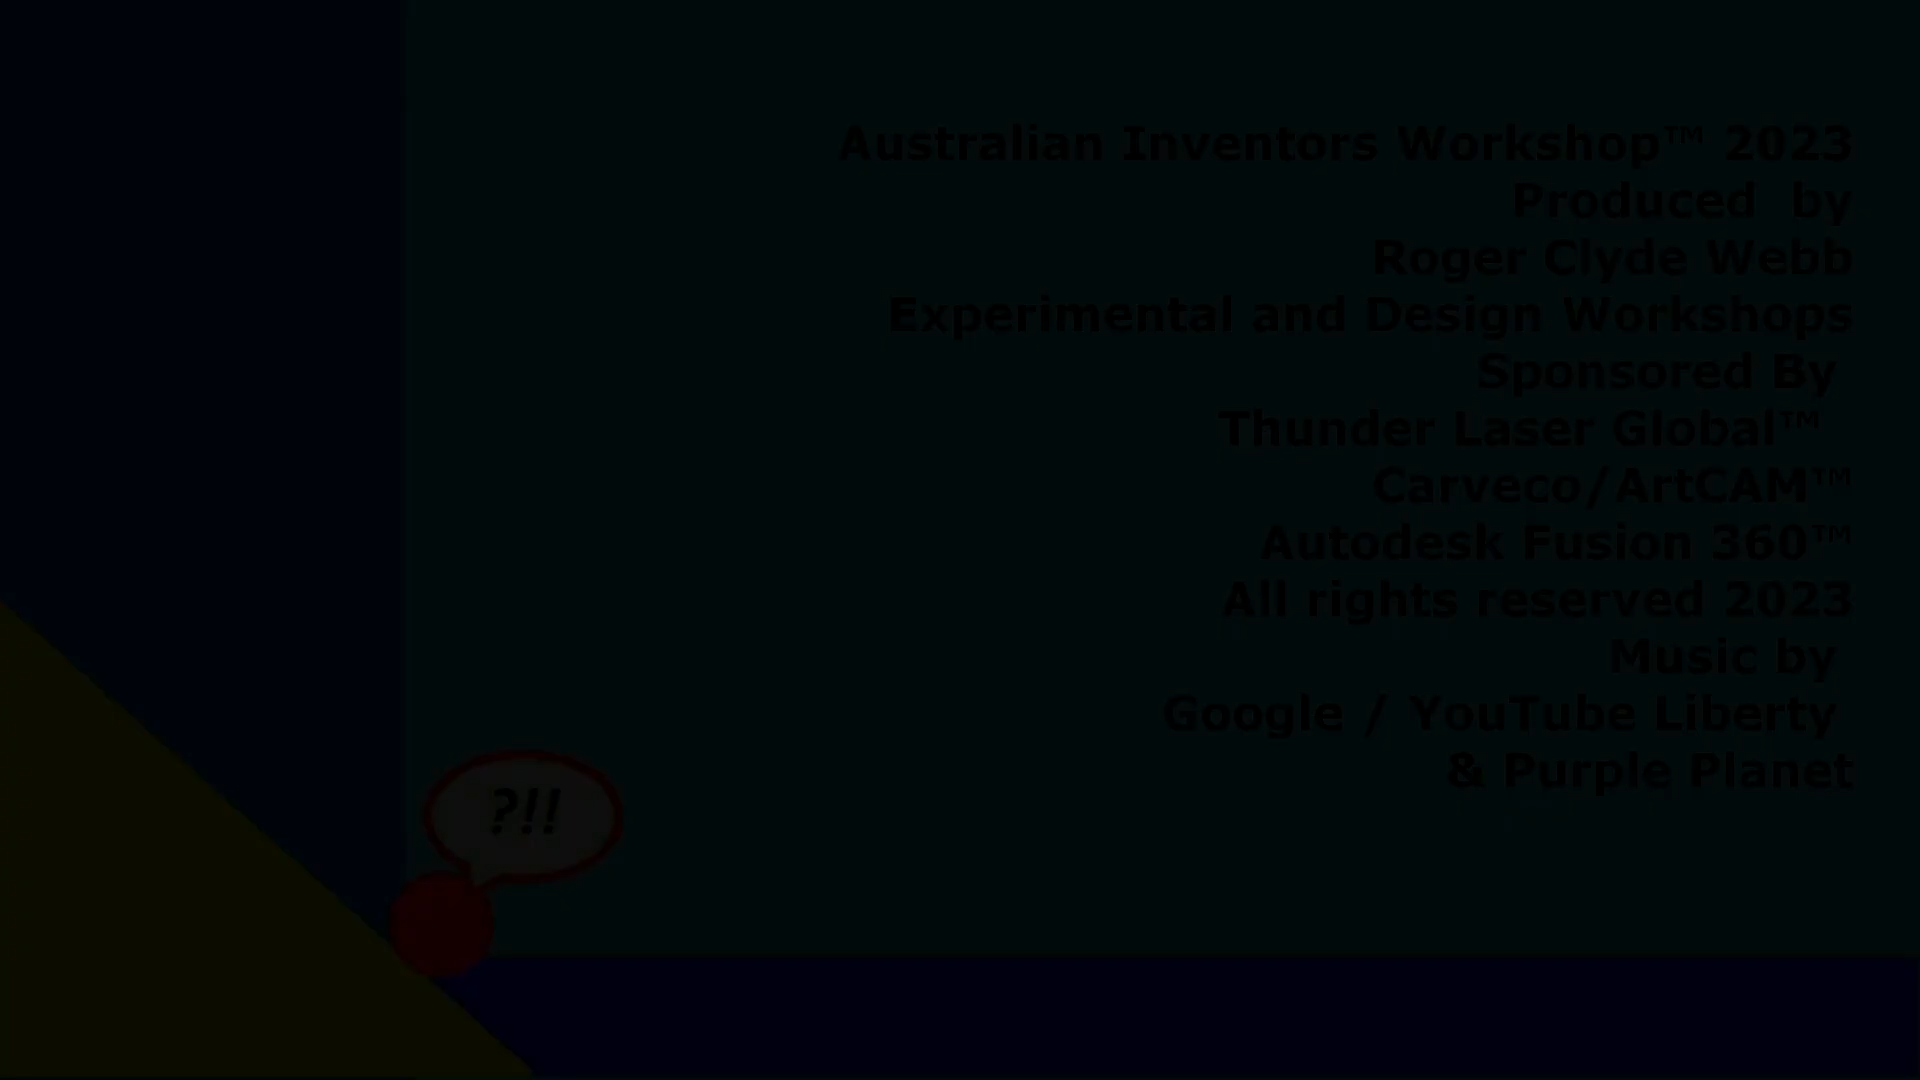 Australian Inventors Workshop™ 2023
Produced  by
Roger Clyde Webb
Experimental and Design Workshops
Sponsored By
Thunder Laser Global™
Carveco/ArtCAM™
Autodesk Fusion 360™
All rights reserved 2023
Music by
Google / YouTube Liberty
& Purple Planet
?!!